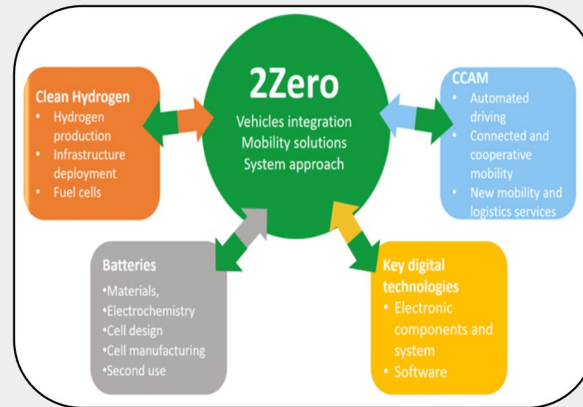 2Zero
Vehicles integration
Mobility solutions
System approach
Clean Hydrogen
• Hydrogen
production
• Infrastructure
deployment
• Fuel cells
CCAM
• Automated
driving
• Connected and
cooperative
mobility
• New mobility and
logistics services
Batteries
•Materials,
•Electrochemistry
•Cell design
•Cell manufacturing
•Second use
Key digital
technologies
• Electronic
components and
system
• Software